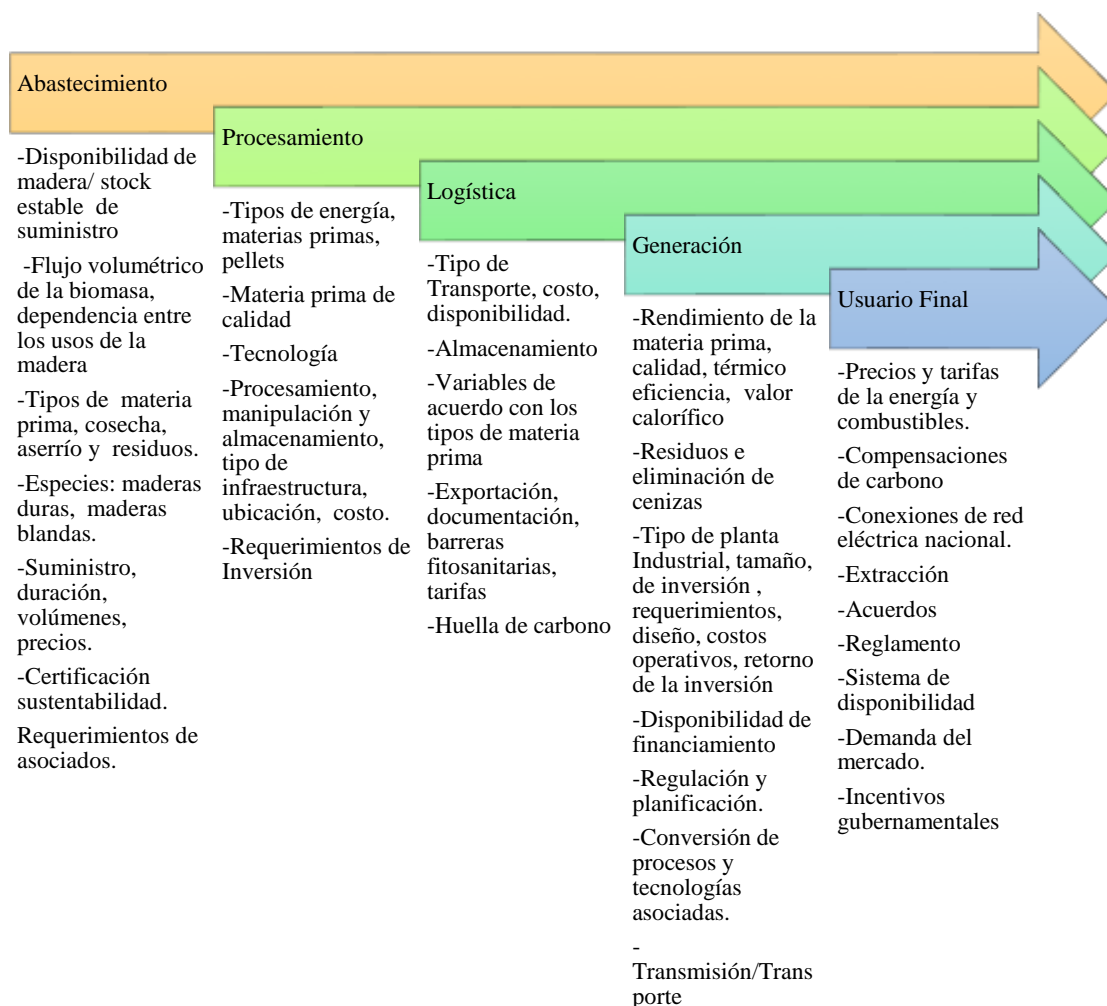 Abastecimiento
-Disponibilidad de
madera/ stock
estable de
suministro
-Flujo volumétrico
de la biomasa,
dependencia entre
los usos de la
madera
-Tipos de materia
prima, cosecha,
aserrío y residuos.
-Especies: maderas
duras, maderas
blandas.
-Suministro,
duración,
volúmenes,
precios.
-Certificación
sustentabilidad.
Requerimientos de
asociados.
Procesamiento
-Tipos de energía,
materias primas,
pellets
-Materia prima de
calidad
-Tecnología
-Procesamiento,
manipulación y
almacenamiento,
tipo de
infraestructura,
ubicación, costo.
-Requerimientos de
Inversión
Logística
-Tipo de
Transporte, costo,
disponibilidad.
-Almacenamiento
-Variables de
acuerdo con los
tipos de materia
prima
-Exportación,
documentación,
barreras
fitosanitarias,
tarifas
-Huella de carbono
Generación
-Rendimiento de la
materia prima,
calidad, térmico
eficiencia, valor
calorífico
-Residuos e
eliminación de
cenizas
-Tipo de planta
Industrial, tamaño,
de inversión ,
requerimientos,
diseño, costos
operativos, retorno
de la inversión
-Disponibilidad de
financiamiento
-Regulación y
planificación.
-Conversión de
procesos y
tecnologías
asociadas.
-
Transmisión/Trans
porte
Usuario Final
-Precios y tarifas
de la energía y
combustibles.
-Compensaciones
de carbono
-Conexiones de red
eléctrica nacional.
-Extracción
-Acuerdos
-Reglamento
-Sistema de
disponibilidad
-Demanda del
mercado.
-Incentivos
gubernamentales